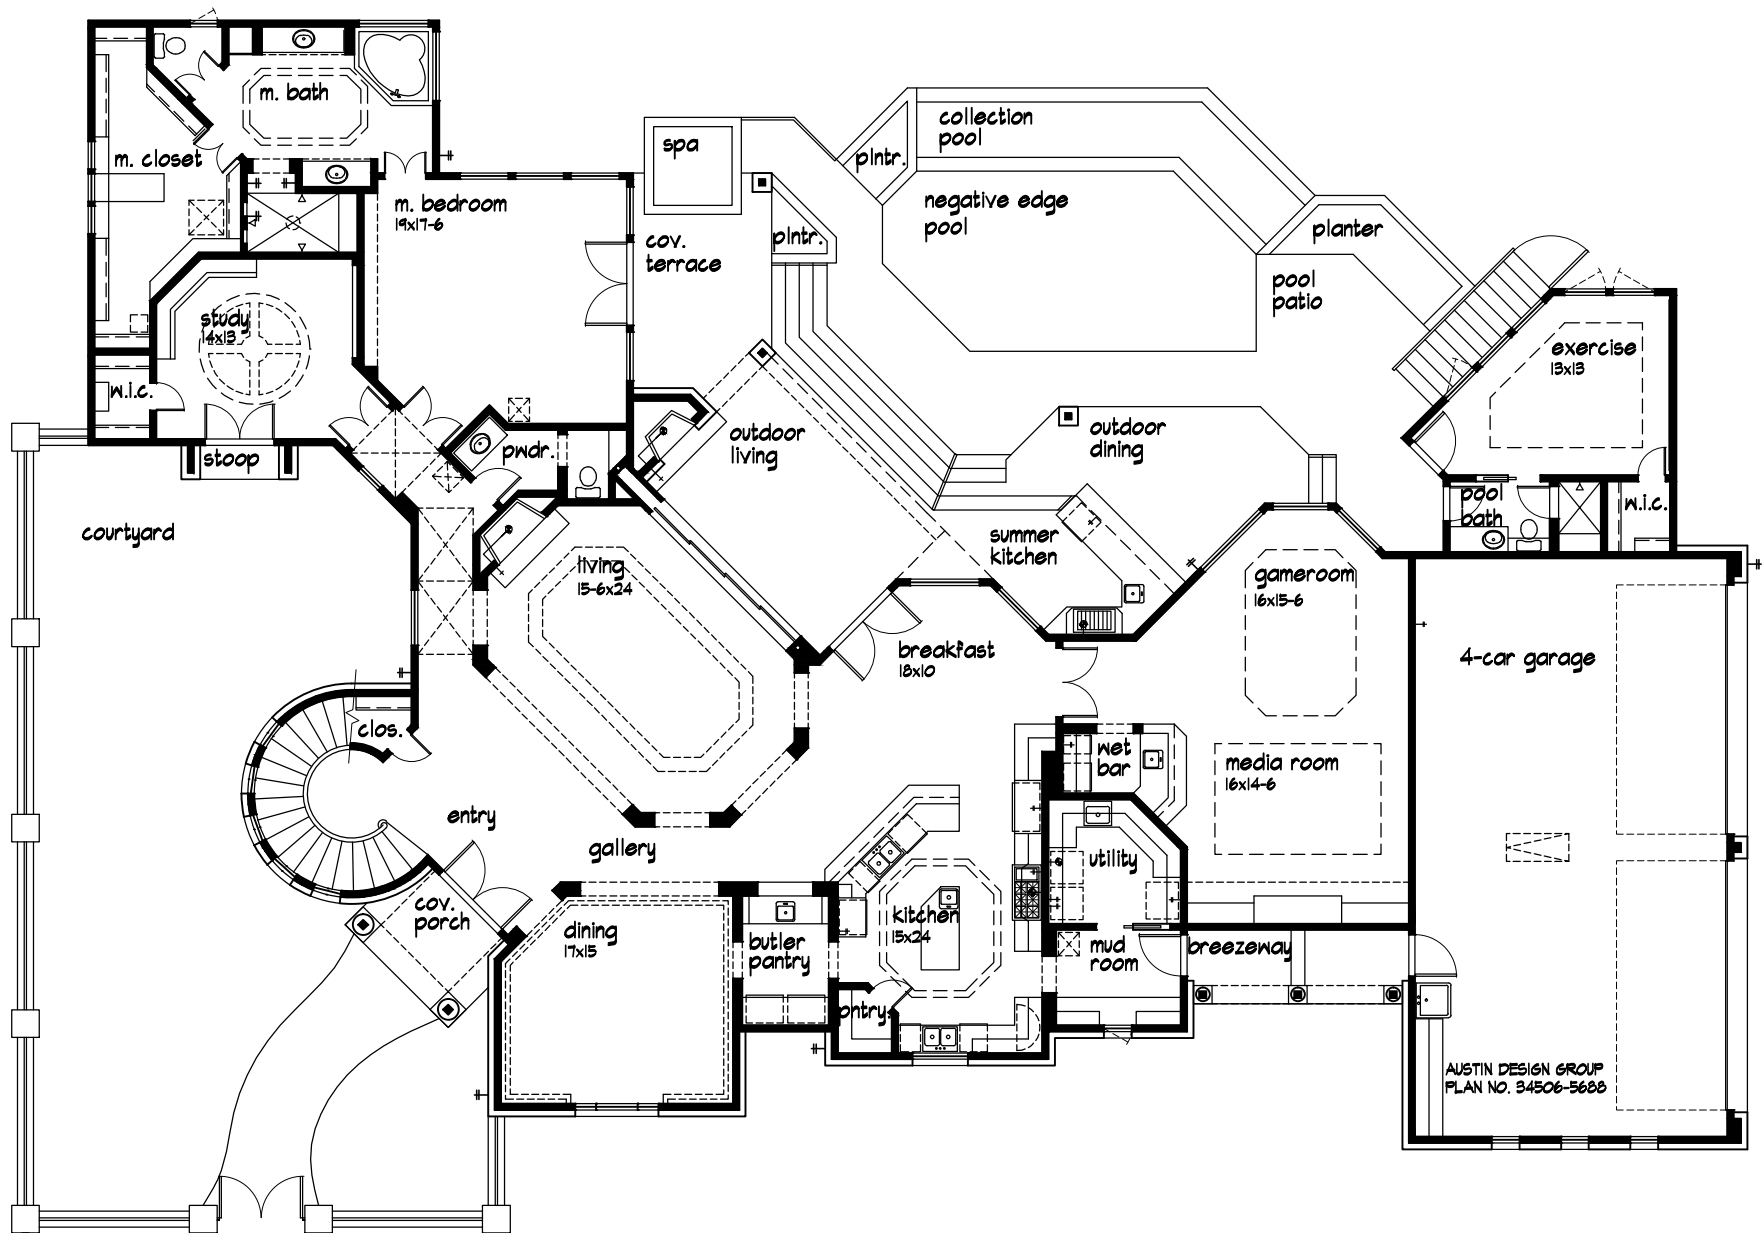 m. bath
m. closet
m. bedroom
19x17-6
spa
plntr.
collection
pool
negative edge
pool
plntr.
cov.
terrace
planter
pool
patio
study
14x13
w.i.c.
stoop
exercise
13x13
outdoor
living
outdoor
dining
pwdr.
pool
bath
w.i.c.
courtyard
summer
kitchen
living
15-6x24
gameroom
16x15-6
breakfast
18x10
4-car garage
clos.
wet
bar
media room
16x14-6
entry
gallery
utility
cov.
porch
dining
17x15
kitchen
15x24
butler
pantry
mud
room
breezeway
pntry.
AUSTIN DESIGN GROUP
PLAN NO. 34506-5688